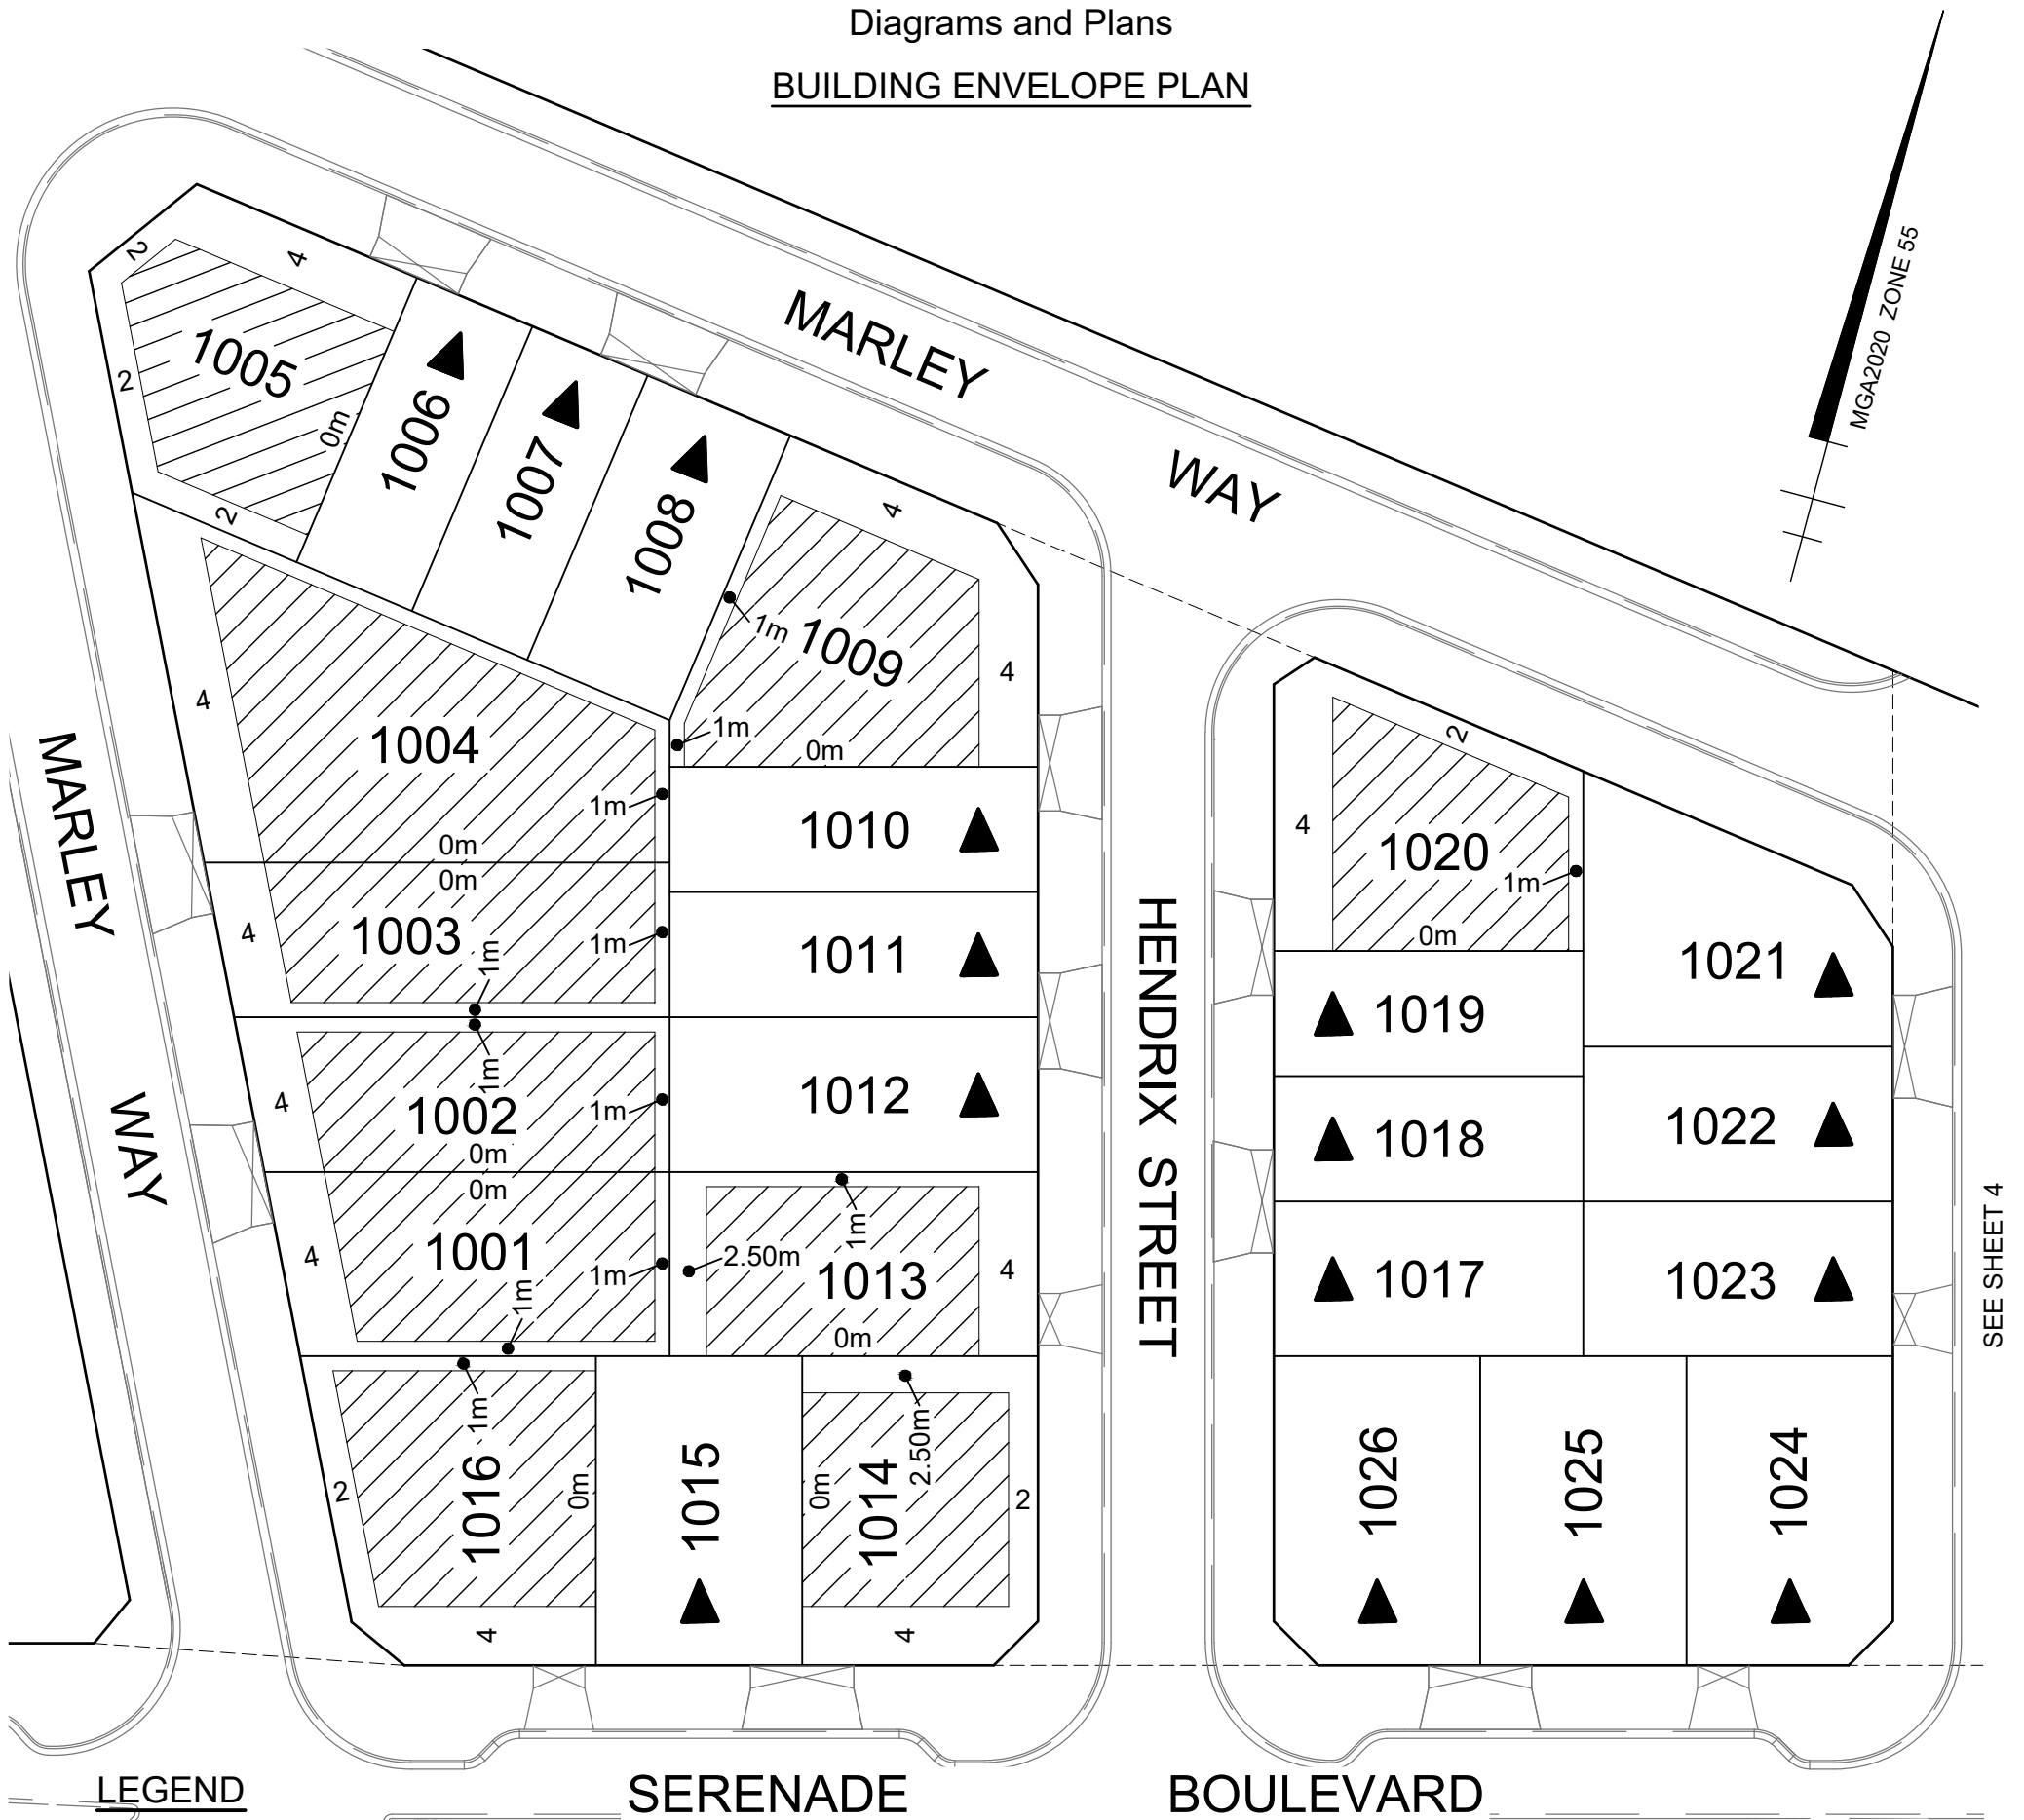 Diagrams and Plans
BUILDING ENVELOPE PLAN
MGA2020 ZONE 55
MARLEY
WAY
2
4
1005
2
0m
2
1006
1007
1008
4
1m
1009
4
1m
0m
4
1004
1m
0m
0m
1003
4
1m
1m
1010
1011
1012
1m
1002
4
1m
0m
0m
1001
4
1m
1m
1m
2.50m
1013
4
0m
1m
1016
2
0m
4
1015
2.50m
1014
0m
2
4
MARLEY
WAY
HENDRIX STREET
2
4
1020
1m
0m
1019
1018
1017
1021
1022
1023
1026
1025
1024
SEE SHEET 4
LEGEND
SERENADE
BOULEVARD